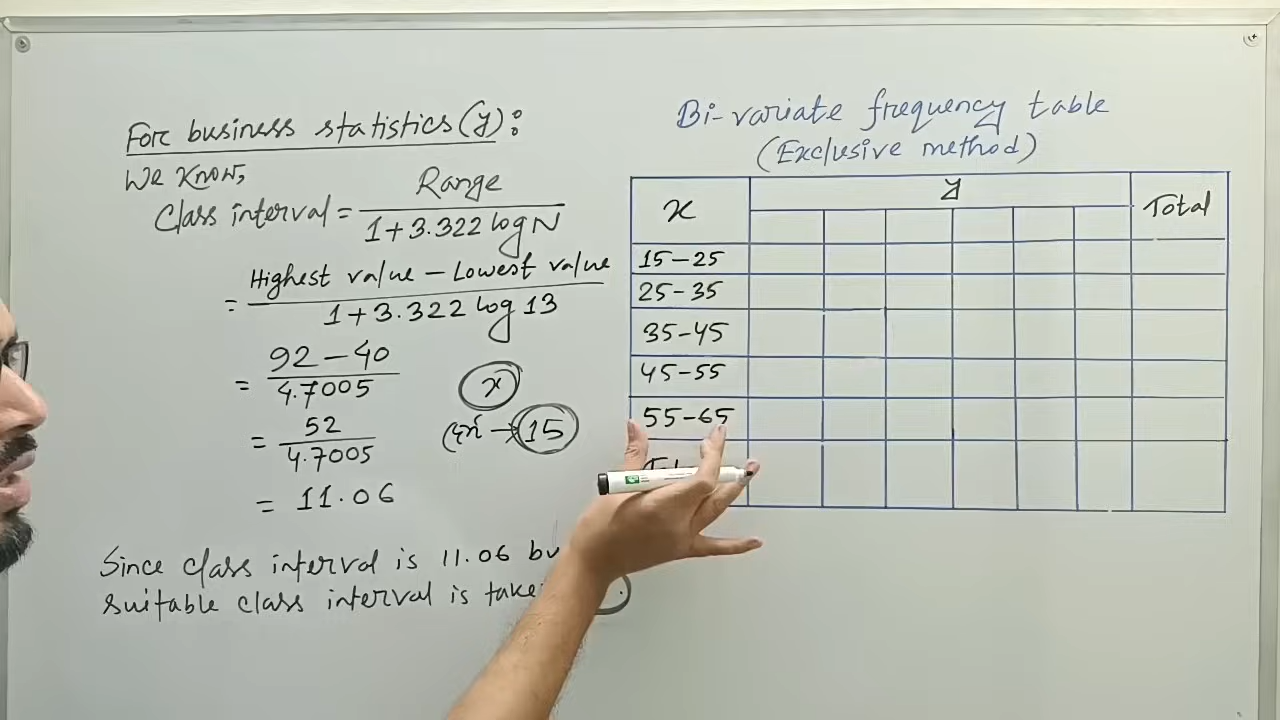 For business statistics (y):
We know,
Class interval = Range / 1+3.322 log N
= Highest value - Lowest value / 1+3.322 log 13
= 92 - 40 / 4.7005
= 52 / 4.7005
= 11.06
x
→ 15
Since class interval is 11.06
suitable class interval is
Bi-variate frequency table
(Exclusive method)
x y Total
15-25
25-35
35-45
45-55
55-65